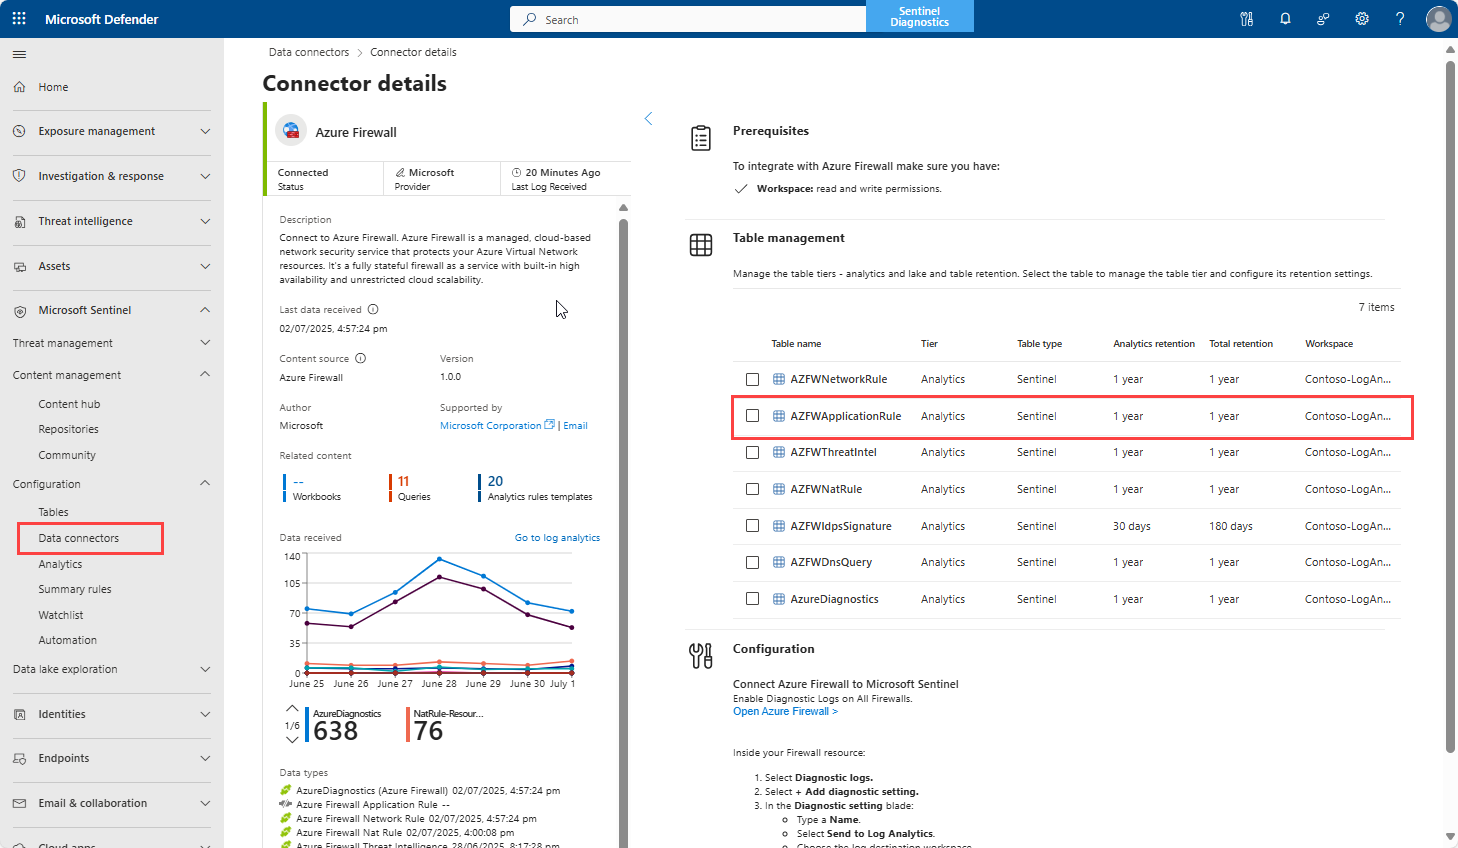 Microsoft Defender
Search
Sentinel
Diagnostics
Home
Exposure management
Investigation & response
Threat intelligence
Assets
Microsoft Sentinel
Threat management
Content management
Content hub
Repositories
Community
Configuration
Tables
Data connectors
Analytics
Summary rules
Watchlist
Automation
Data lake exploration
Identities
Endpoints
Email & collaboration
Cloud apps
Data connectors > Connector details
Connector details
Azure Firewall
Connected
Status
Microsoft
Provider
20 Minutes Ago
Last Log Received
Description
Connect to Azure Firewall. Azure Firewall is a managed, cloud-based
network security service that protects your Azure Virtual Network
resources. It's a fully stateful firewall as a service with built-in high
availability and unrestricted cloud scalability.
Last data received
02/07/2025, 4:57:24 pm
Content source
Azure Firewall
Version
1.0.0
Author
Microsoft
Supported by
Microsoft Corporation | Email
Related content
--
Workbooks
11
Queries
20
Analytics rules templates
Data received
Go to log analytics
140
105
70
35
0
June 25 June 26 June 27 June 28 June 29 June 30 July 1
1/6
AzureDiagnostics
638
NatRule-Resour...
76
Data types
AzureDiagnostics (Azure Firewall) 02/07/2025, 4:57:24 pm
Azure Firewall Application Rule --
Azure Firewall Network Rule 02/07/2025, 4:57:24 pm
Azure Firewall Nat Rule 02/07/2025, 4:00:08 pm
Azure Firewall Threat Intelligence 28/06/2025, 8:17:28 pm
Prerequisites
To integrate with Azure Firewall make sure you have:
Workspace: read and write permissions.
Table management
Manage the table tiers - analytics and lake and table retention. Select the table to manage the table tier and configure its retention settings.
7 items
Table name Tier Table type Analytics retention Total retention Workspace
AZFWNetworkRule Analytics Sentinel 1 year 1 year Contoso-LogAn...
AZFWApplicationRule Analytics Sentinel 1 year 1 year Contoso-LogAn...
AZFWThreatIntel Analytics Sentinel 1 year 1 year Contoso-LogAn...
AZFWNatRule Analytics Sentinel 1 year 1 year Contoso-LogAn...
AZFWIdpsSignature Analytics Sentinel 30 days 180 days Contoso-LogAn...
AZFWDnsQuery Analytics Sentinel 1 year 1 year Contoso-LogAn...
AzureDiagnostics Analytics Sentinel 1 year 1 year Contoso-LogAn...
Configuration
Connect Azure Firewall to Microsoft Sentinel
Enable Diagnostic Logs on All Firewalls.
Open Azure Firewall >
Inside your Firewall resource:
1. Select Diagnostic logs.
2. Select + Add diagnostic setting.
3. In the Diagnostic setting blade:
Type a Name.
Select Send to Log Analytics.
Choose the log destination workspace